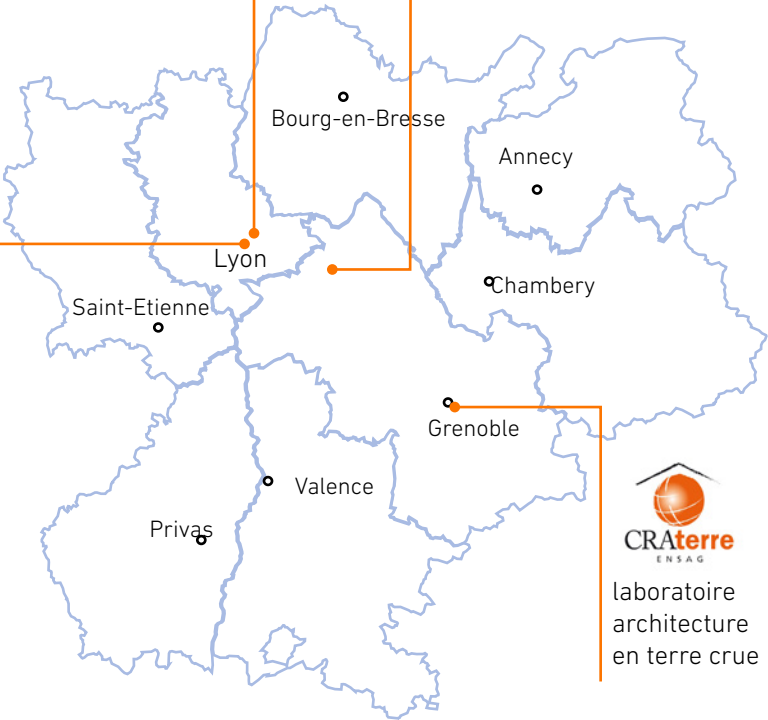 Bourg-en-Bresse
Annecy
Lyon
Chambery
Saint-Etienne
Grenoble
Valence
Privas
CRAterre
ENSAG
laboratoire
architecture
en terre crue